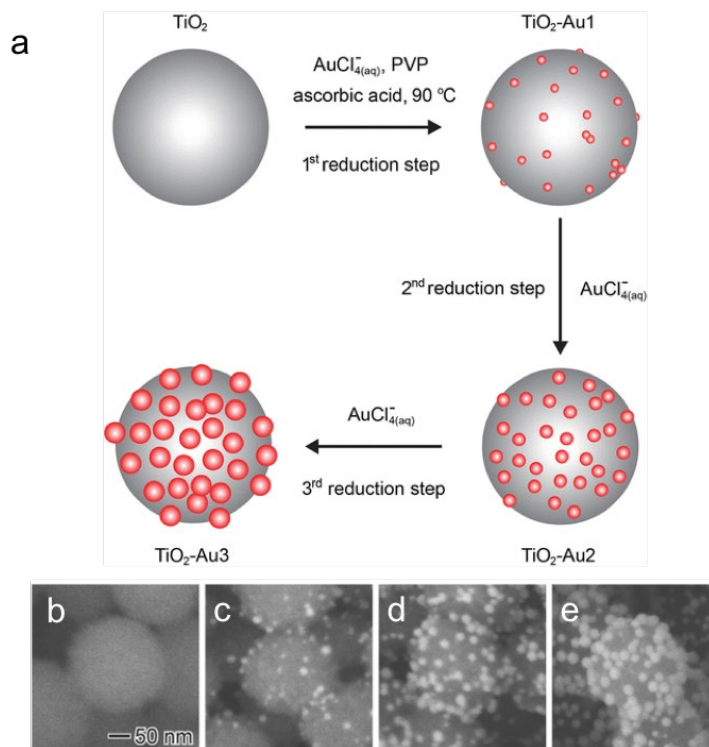 a
TiO₂
TiO₂-Au1
AuCl₄⁻(aq), PVP
ascorbic acid, 90 °C
1st reduction step
2nd reduction step
AuCl₄⁻(aq)
AuCl₄⁻(aq)
3rd reduction step
TiO₂-Au3
TiO₂-Au2
b
c
d
e
50 nm